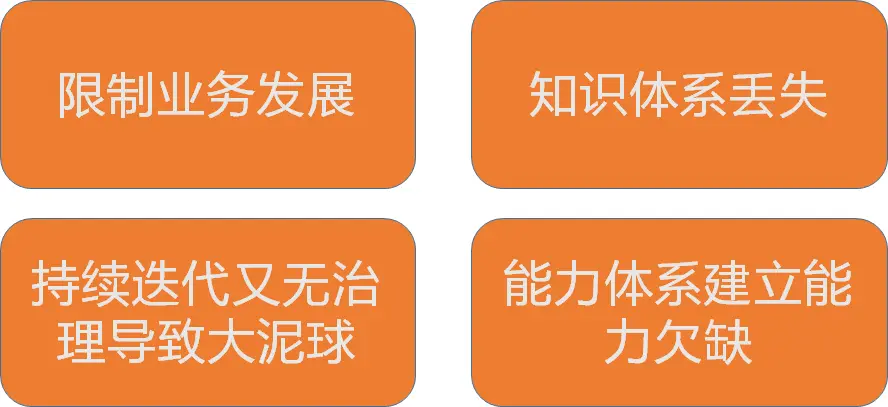 限制业务发展
知识体系丢失
持续迭代又无治
理导致大泥球
能力体系建立能
力欠缺